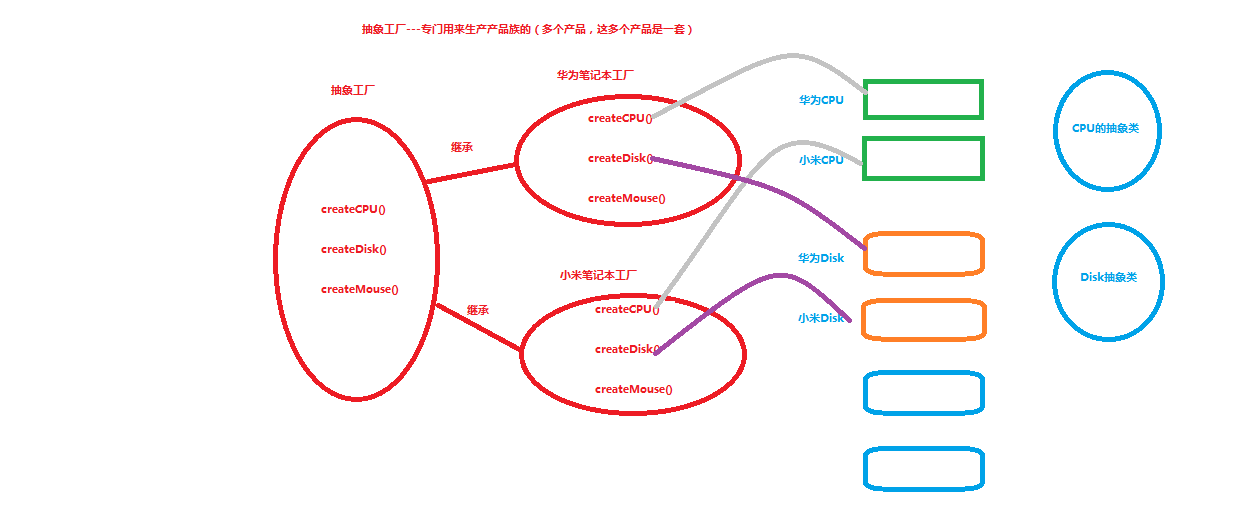 抽象工厂---专门用来生产产品族的（多个产品，这多个产品是一套）
抽象工厂
createCPU()
createDisk()
createMouse()
继承
继承
华为笔记本工厂
createCPU()
createDisk()
createMouse()
小米笔记本工厂
createCPU()
createDisk()
createMouse()
华为CPU
小米CPU
华为Disk
小米Disk
CPU的抽象类
Disk抽象类